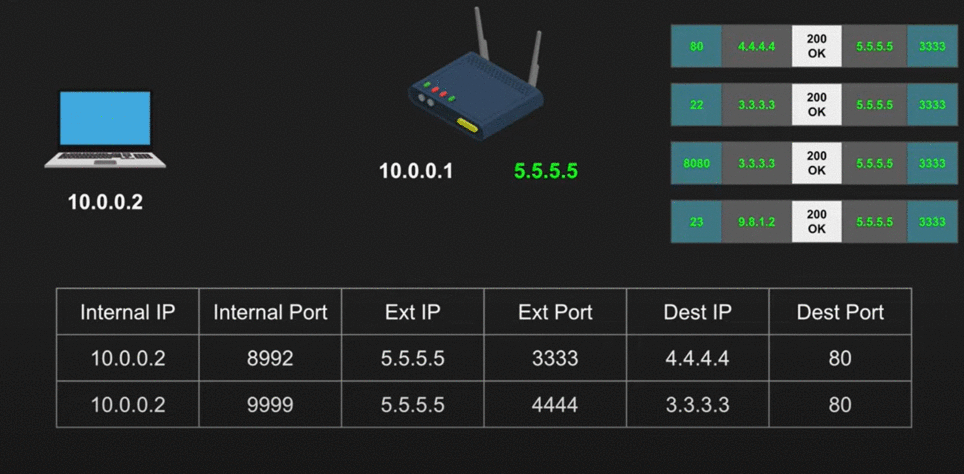 80 4.4.4.4 200 OK 5.5.5.5 3333
22 3.3.3.3 200 OK 5.5.5.5 3333
8080 3.3.3.3 200 OK 5.5.5.5 3333
23 9.8.1.2 200 OK 5.5.5.5 3333
10.0.0.1 5.5.5.5
10.0.0.2
Internal IP Internal Port Ext IP Ext Port Dest IP Dest Port
10.0.0.2 8992 5.5.5.5 3333 4.4.4.4 80
10.0.0.2 9999 5.5.5.5 4444 3.3.3.3 80